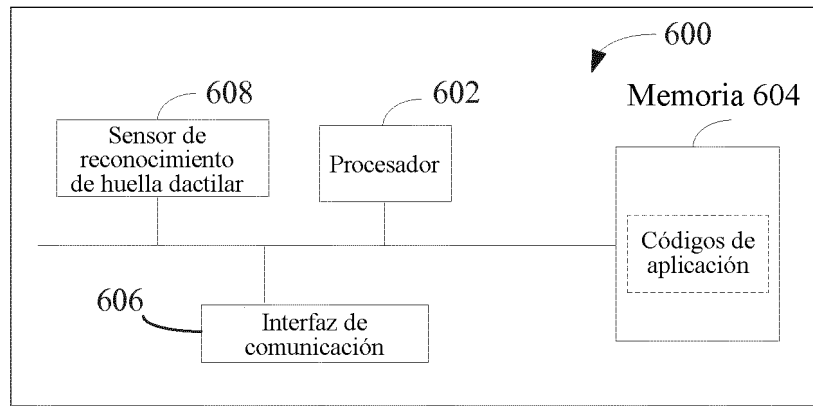 600
608
602
Memoria 604
Sensor de
reconocimiento
de huella dactilar
Procesador
Códigos de
aplicación
606
Interfaz de
comunicación